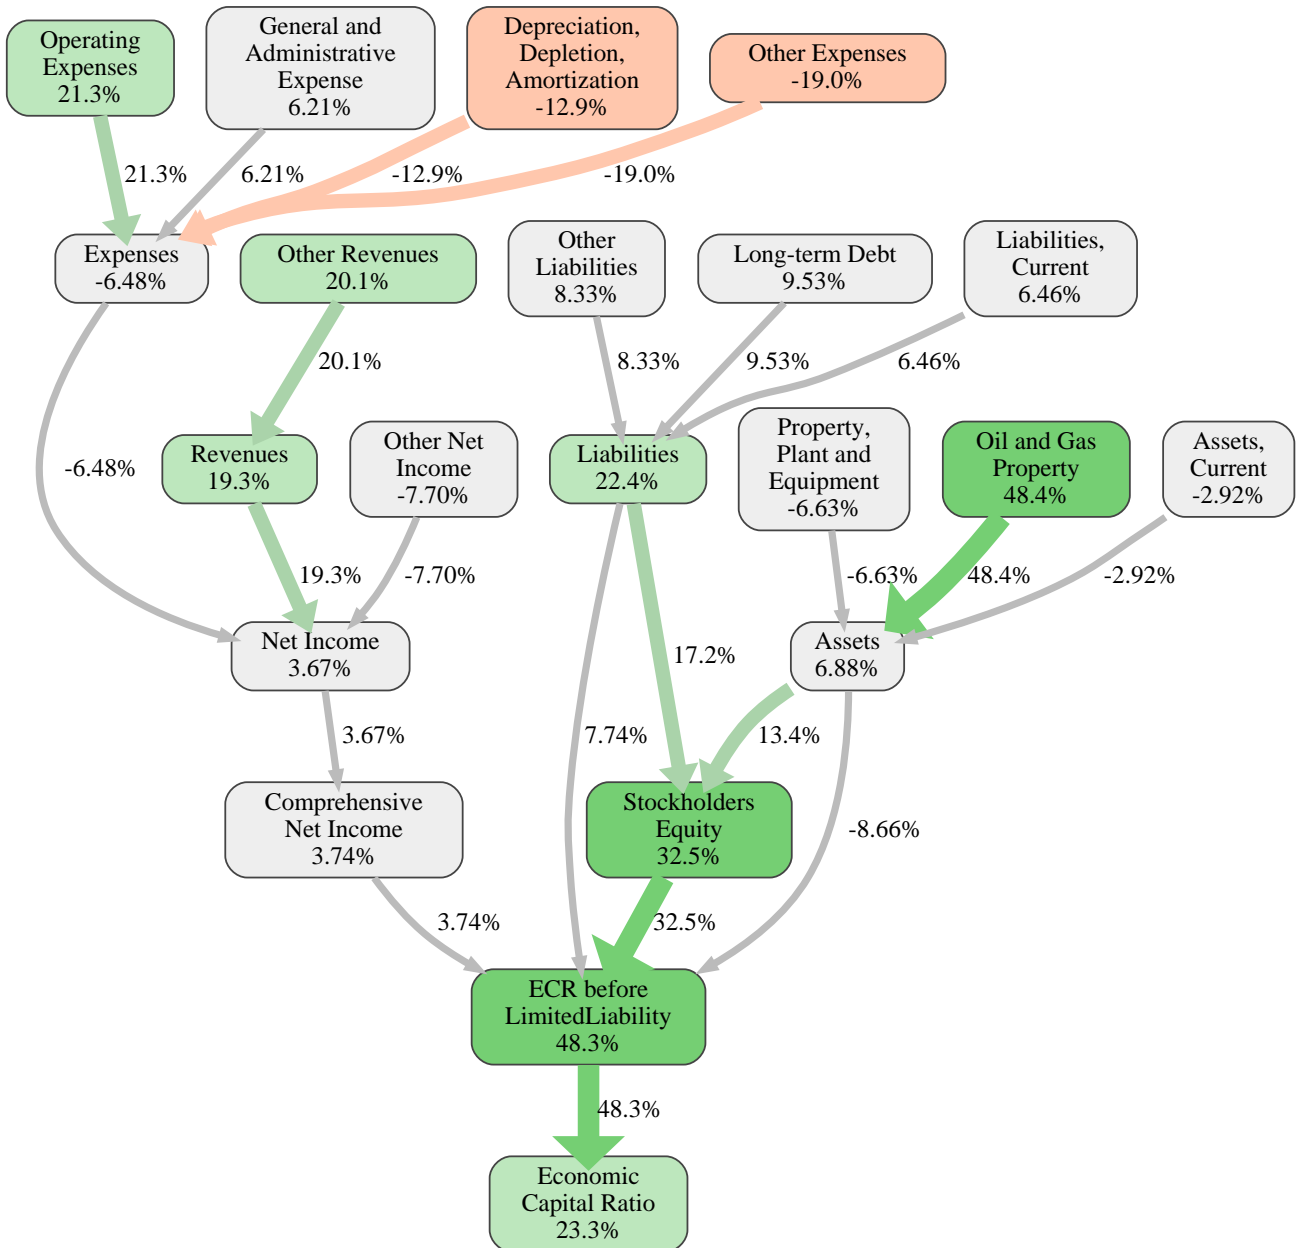 Operating
Expenses
21.3%
General and
Administrative
Expense
6.21%
Depreciation,
Depletion,
Amortization
-12.9%
Other Expenses
-19.0%
21.3%
6.21%
-12.9%
-19.0%
Expenses
-6.48%
Other Revenues
20.1%
Other
Liabilities
8.33%
Long-term Debt
9.53%
Liabilities,
Current
6.46%
20.1%
8.33%
9.53%
6.46%
-6.48%
Revenues
19.3%
Other Net
Income
-7.70%
Liabilities
22.4%
Property,
Plant and
Equipment
-6.63%
Oil and Gas
Property
48.4%
Assets,
Current
-2.92%
19.3%
-7.70%
-6.63%
48.4%
-2.92%
Net Income
3.67%
17.2%
Assets
6.88%
3.67%
7.74%
13.4%
Comprehensive
Net Income
3.74%
Stockholders
Equity
32.5%
-8.66%
3.74%
32.5%
ECR before
LimitedLiability
48.3%
48.3%
Economic
Capital Ratio
23.3%